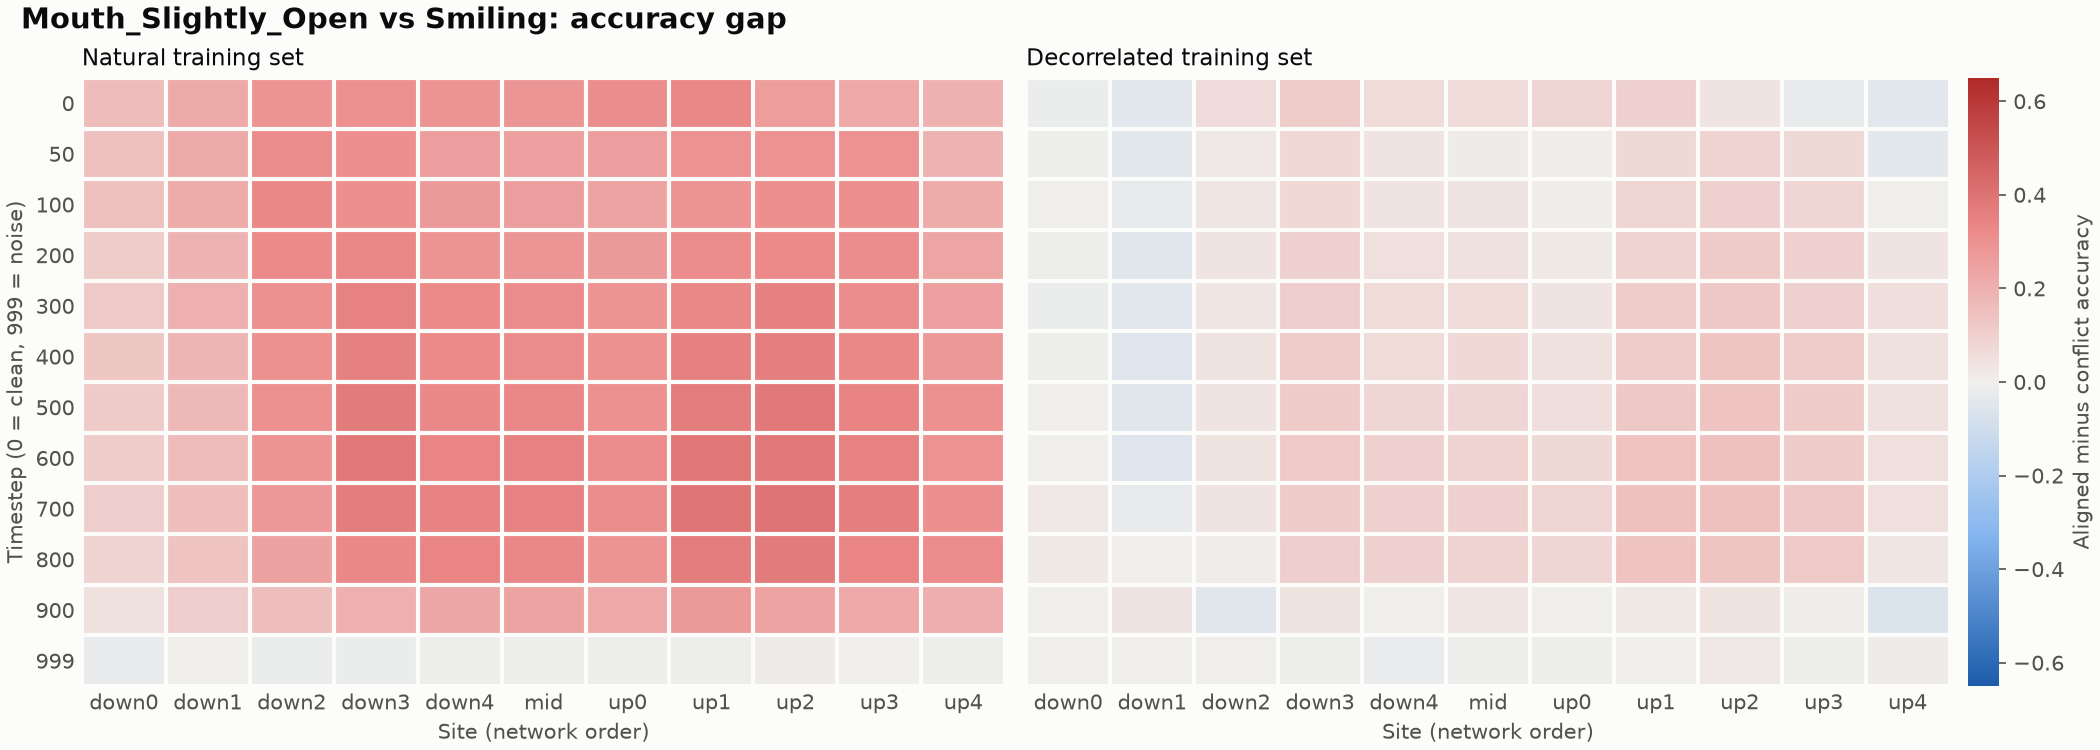 Mouth_Slightly_Open vs Smiling: accuracy gap
Natural training set
Decorrelated training set
Timestep (0 = clean, 999 = noise)
0
50
100
200
300
400
500
600
700
800
900
999
down0 down1 down2 down3 down4 mid up0 up1 up2 up3 up4
Site (network order)
down0 down1 down2 down3 down4 mid up0 up1 up2 up3 up4
Site (network order)
0.6
0.4
0.2
0.0
−0.2
−0.4
−0.6
Aligned minus conflict accuracy